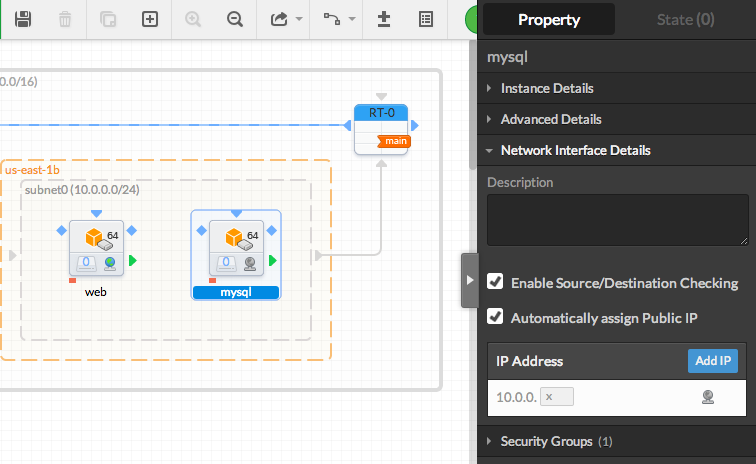 Property
State (0)
mysql
Instance Details
Advanced Details
Network Interface Details
Description
Enable Source/Destination Checking
Automatically assign Public IP
IP Address
Add IP
10.0.0. x
Security Groups (1)
0.0/16)
RT-0
main
us-east-1b
subnet0 (10.0.0.0/24)
64
0
web
64
0
mysql